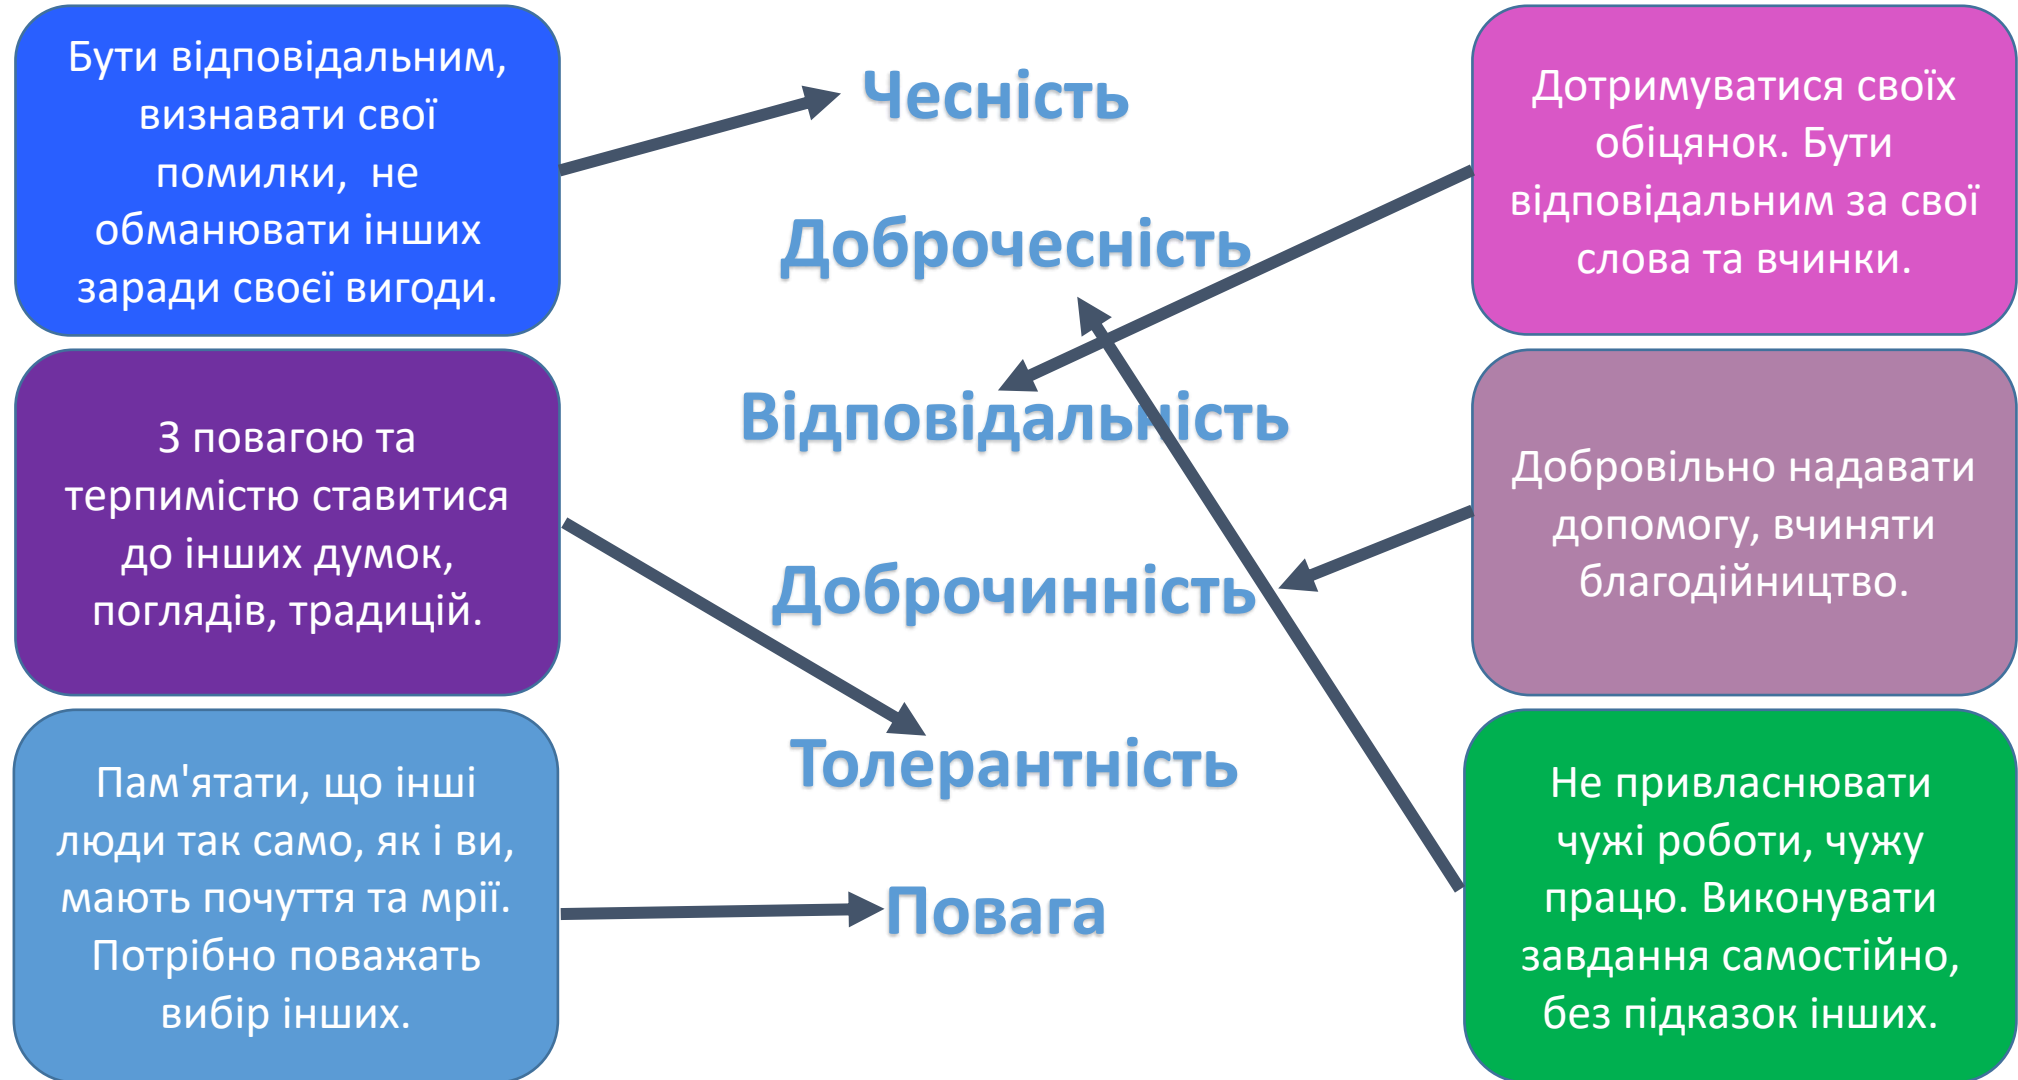 Бути відповідальним,
визнавати свої
помилки,  не
обманювати інших
заради своєї вигоди.
З повагою та
терпимістю ставитися
до інших думок,
поглядів, традицій.
Пам'ятати, що інші
люди так само, як і ви,
мають почуття та мрії.
Потрібно поважать
вибір інших.
Чесність
Доброчесність
Відповідальність
Доброчинність
Толерантність
Повага
Дотримуватися своїх
обіцянок. Бути
відповідальним за свої
слова та вчинки.
Добровільно надавати
допомогу, вчиняти
благодійництво.
Не привласнювати
чужі роботи, чужу
працю. Виконувати
завдання самостійно,
без підказок інших.